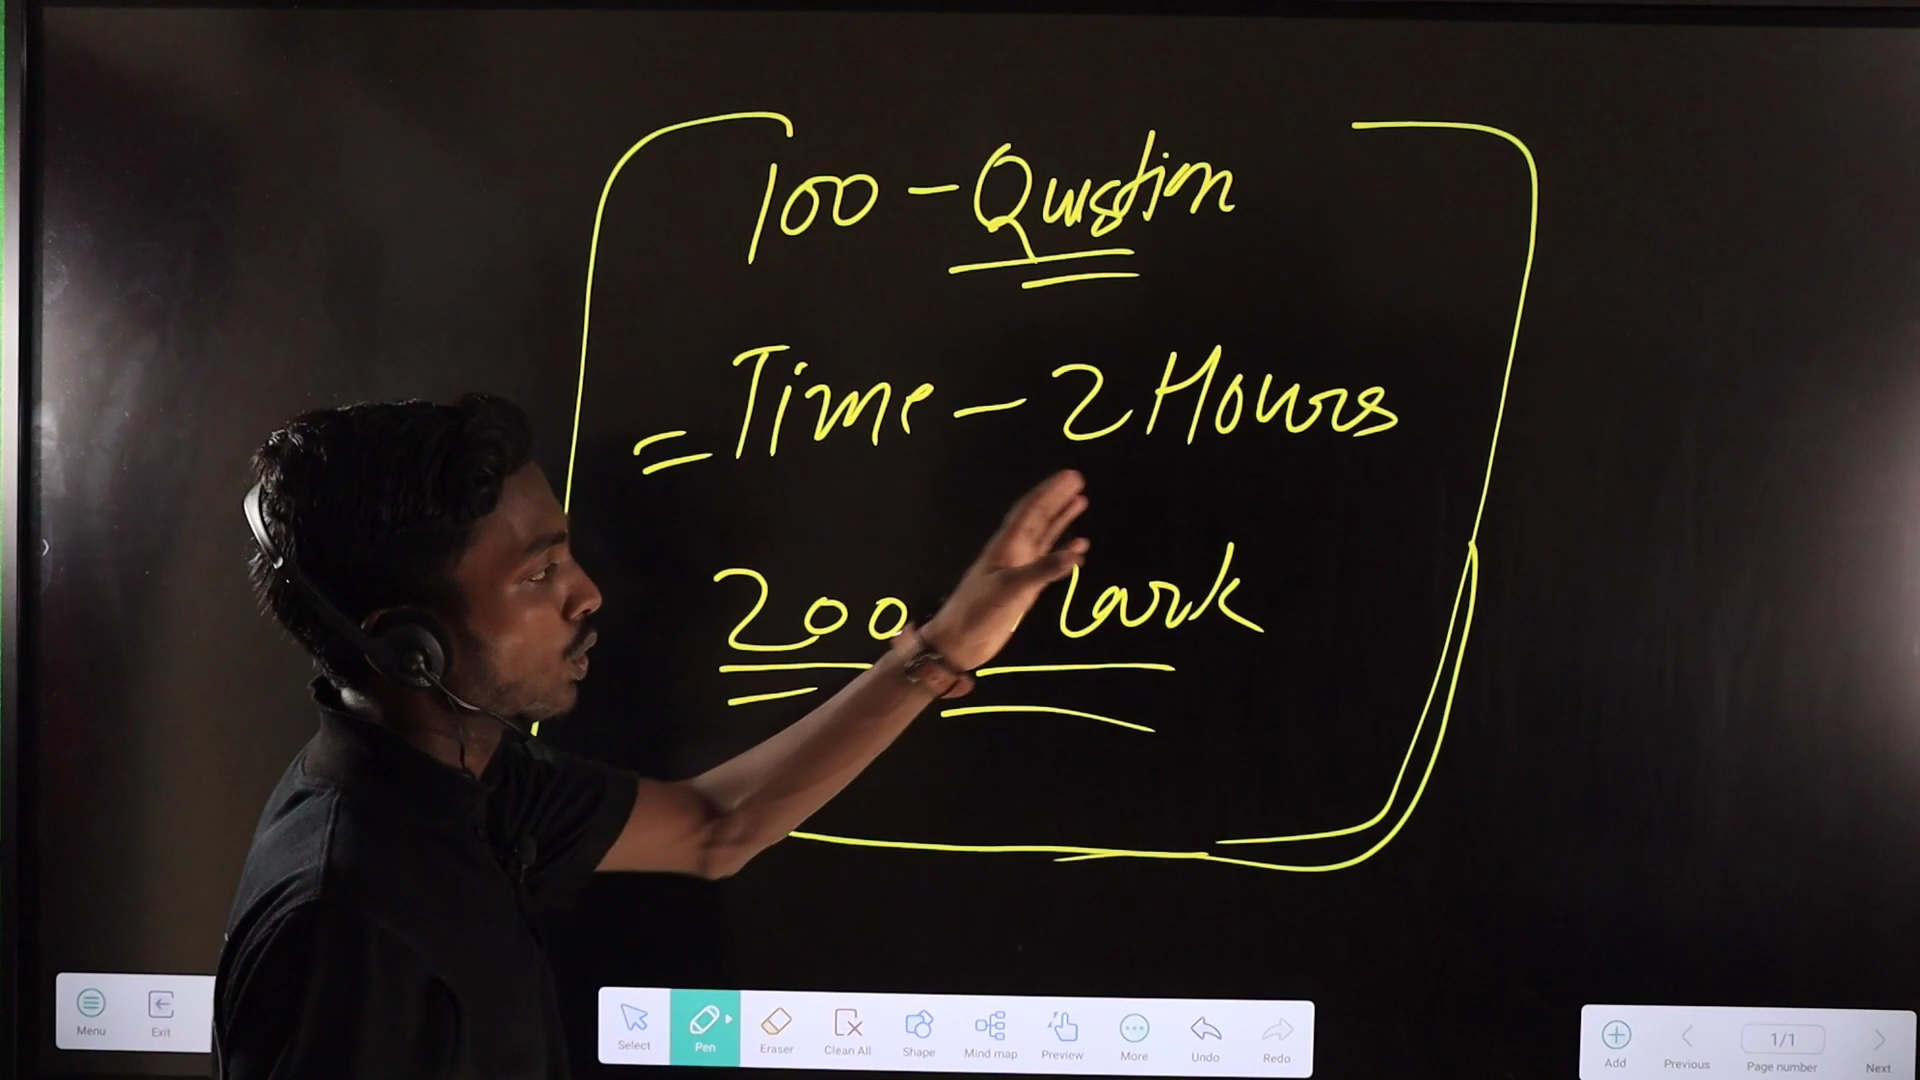 100 - Qustion
= Time - 2 Hours
200 Mark
Menu
Exit
Select
Pen
Eraser
Clean All
Shape
Mind map
Preview
More
Undo
Redo
Add
Previous
1/1
Page number
Next